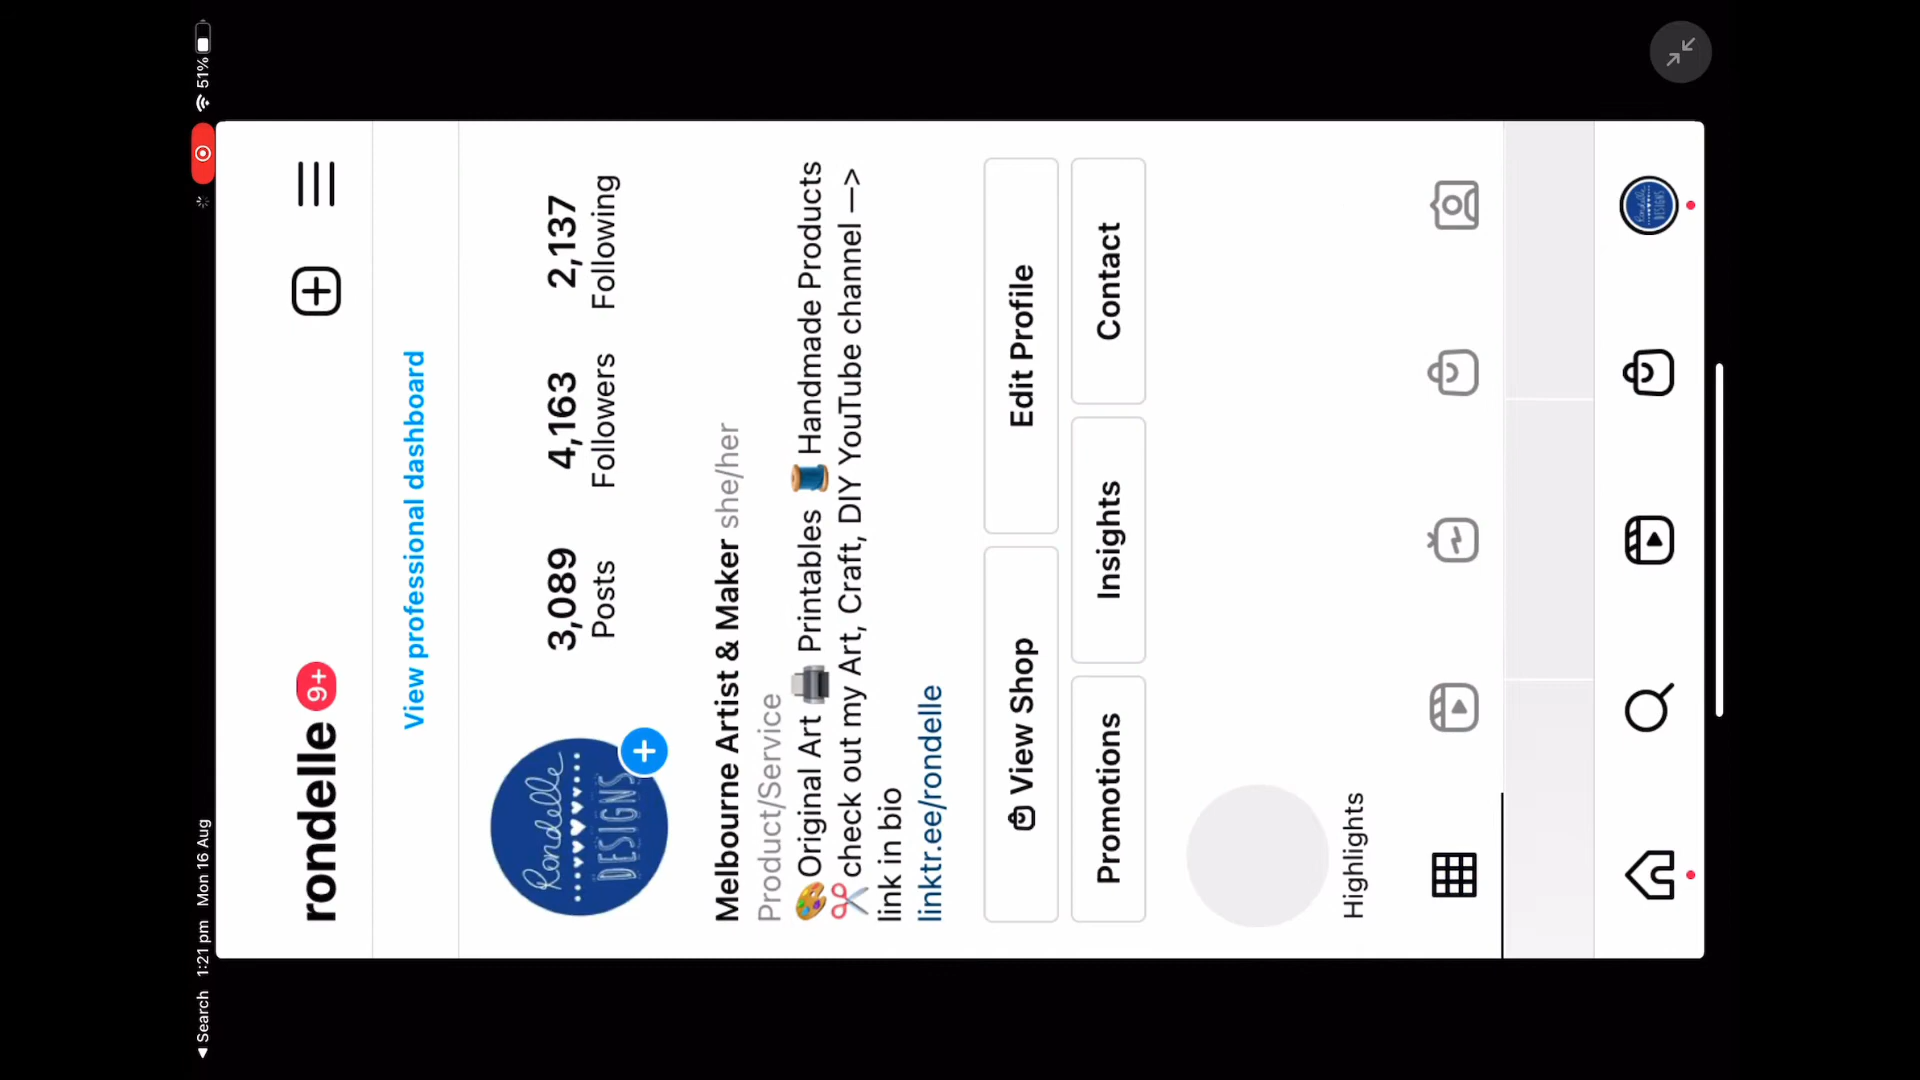 ◀ Search 1:21 pm Mon 16 Aug 51%
rondelle 9+
View professional dashboard
Rondelle
DESIGNS
3,089 4,163 2,137
Posts Followers Following
Melbourne Artist & Maker she/her
Product/Service
🎨 Original Art 🖨️ Printables 🧵 Handmade Products
✂️ check out my Art, Craft, DIY YouTube channel —>
link in bio
linktr.ee/rondelle
View Shop Edit Profile
Promotions Insights Contact
Highlights
Rondelle
DESIGNS